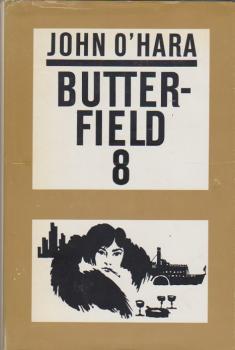 JOHN O'HARA
BUTTER-
FIELD
8